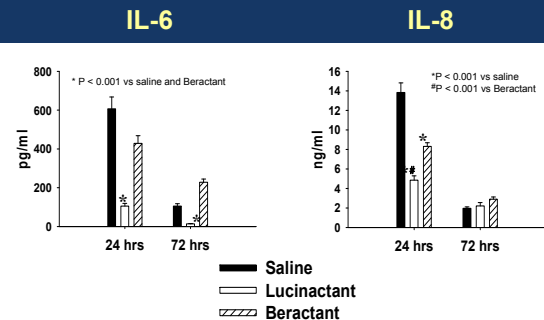 IL-6
IL-8
* P < 0.001 vs saline and Beractant
800
600
400
200
0
pg/ml
*
*
24 hrs
72 hrs
*P < 0.001 vs saline
#P < 0.001 vs Beractant
16
14
12
10
8
6
4
2
0
ng/ml
*#
*
24 hrs
72 hrs
Saline
Lucinactant
Beractant